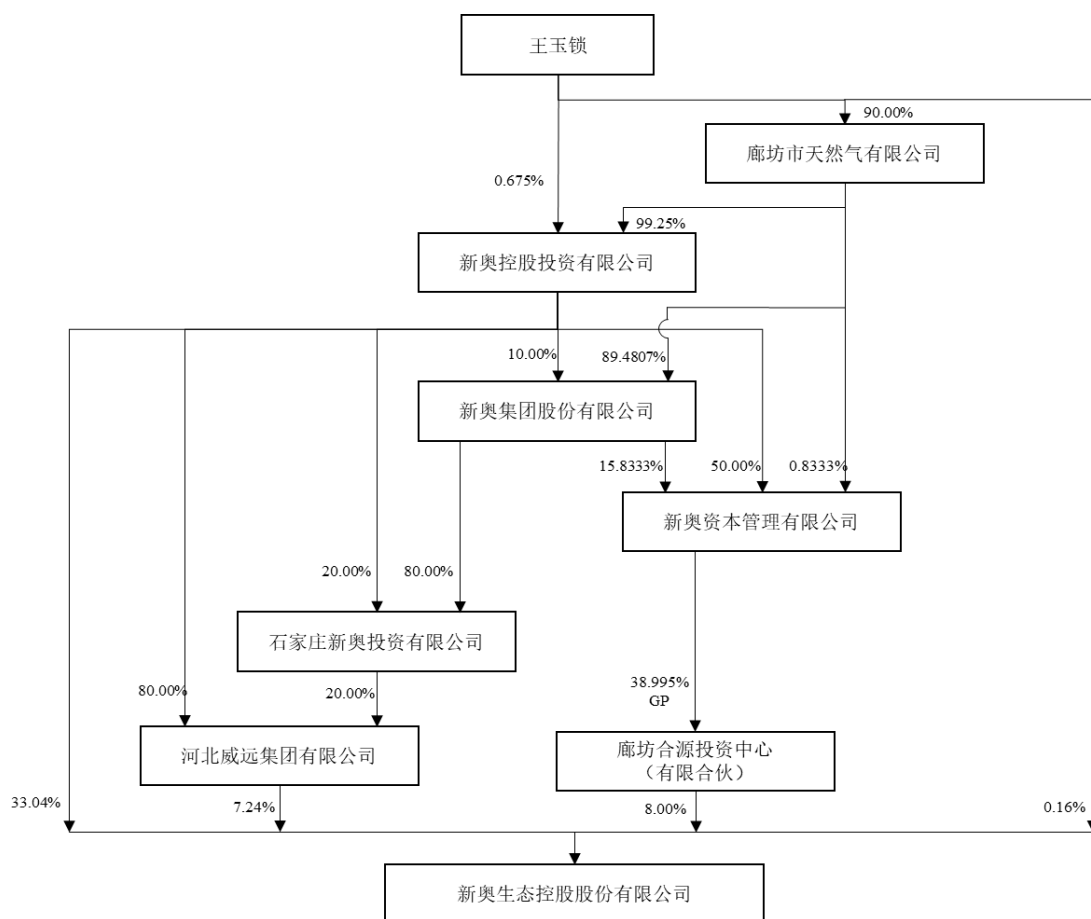 王玉锁
90.00%
廊坊市天然气有限公司
0.675%
99.25%
新奥控股投资有限公司
10.00%
89.4807%
新奥集团股份有限公司
15.8333%
50.00%
0.8333%
新奥资本管理有限公司
20.00%
80.00%
石家庄新奥投资有限公司
80.00%
20.00%
38.995%
GP
河北威远集团有限公司
廊坊合源投资中心
（有限合伙）
33.04%
7.24%
8.00%
0.16%
新奥生态控股股份有限公司